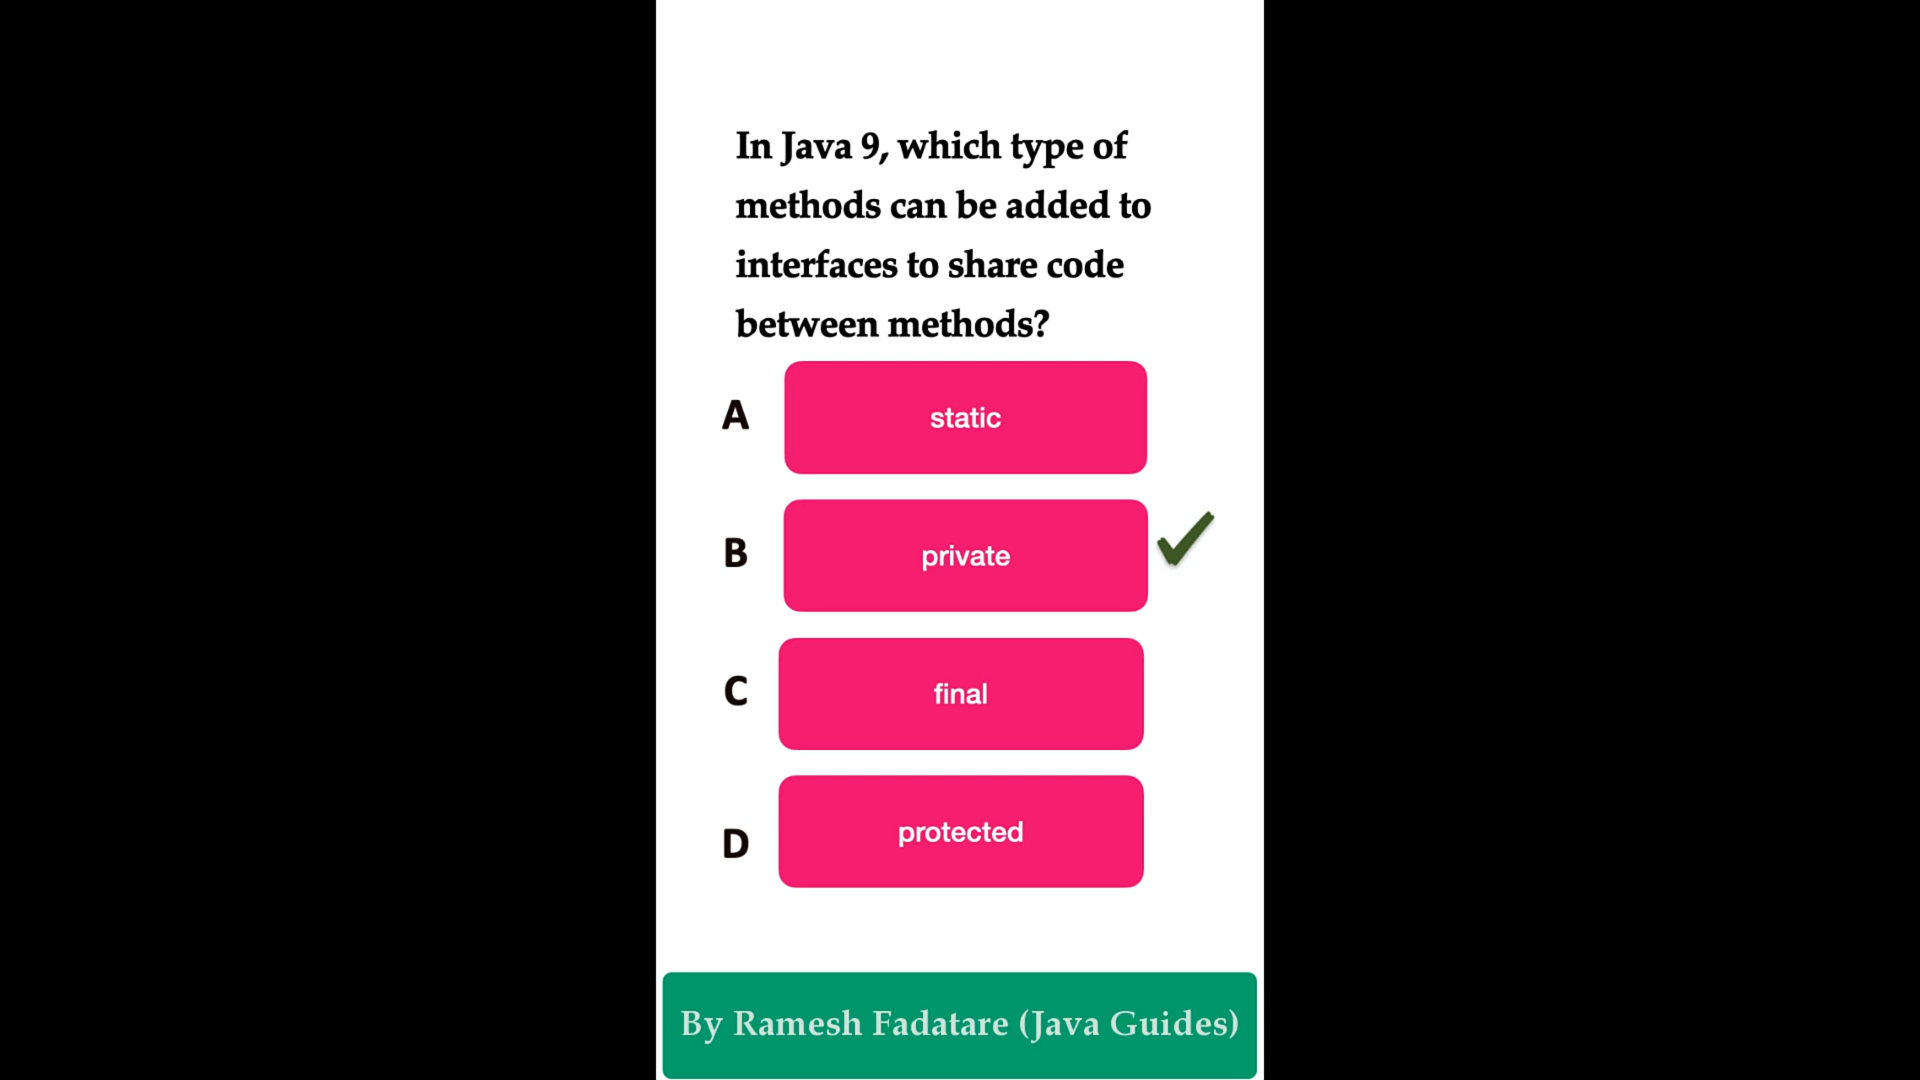 In Java 9, which type of
methods can be added to
interfaces to share code
between methods?
A static
B private
C final
D protected
By Ramesh Fadatare (Java Guides)